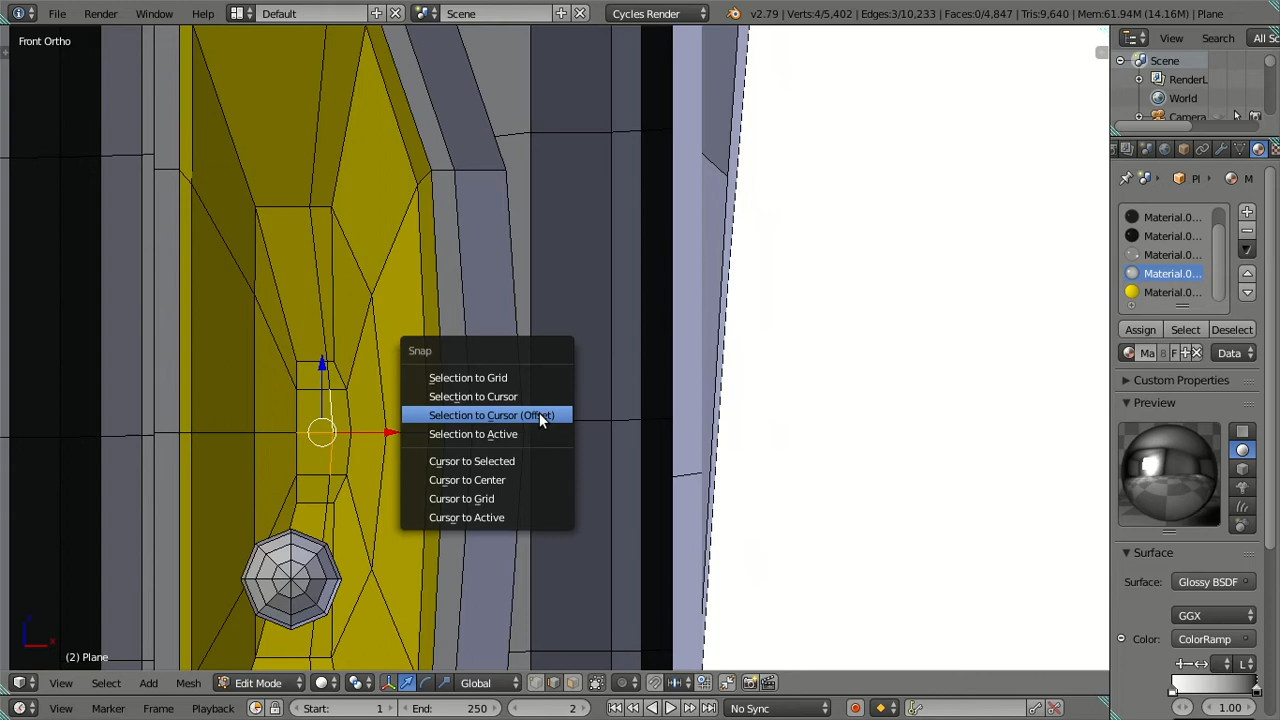 File Render Window Help Default Scene Cycles Render v2.79 | Verts:4/5,402 | Edges:3/10,233 | Faces:0/4,847 | Tris:9,640 | Mem:61.94M (14.16M) | Plane
Front Ortho
View Search All S
Scene
RenderL
World
Camera
Pl M
Material.0...
Material.0...
Material.0...
Material.0...
Material.0...
Assign Select Deselect
Ma 8 F Data
Custom Properties
Preview
Snap
Selection to Grid
Selection to Cursor
Selection to Cursor (Offset)
Selection to Active
Cursor to Selected
Cursor to Center
Cursor to Grid
Cursor to Active
Surface
Surface: Glossy BSDF
GGX
Color: ColorRamp
L
1.00
z
x
(2) Plane
View Select Add Mesh Edit Mode Global
View Marker Frame Playback Start: 1 End: 250 2 No Sync